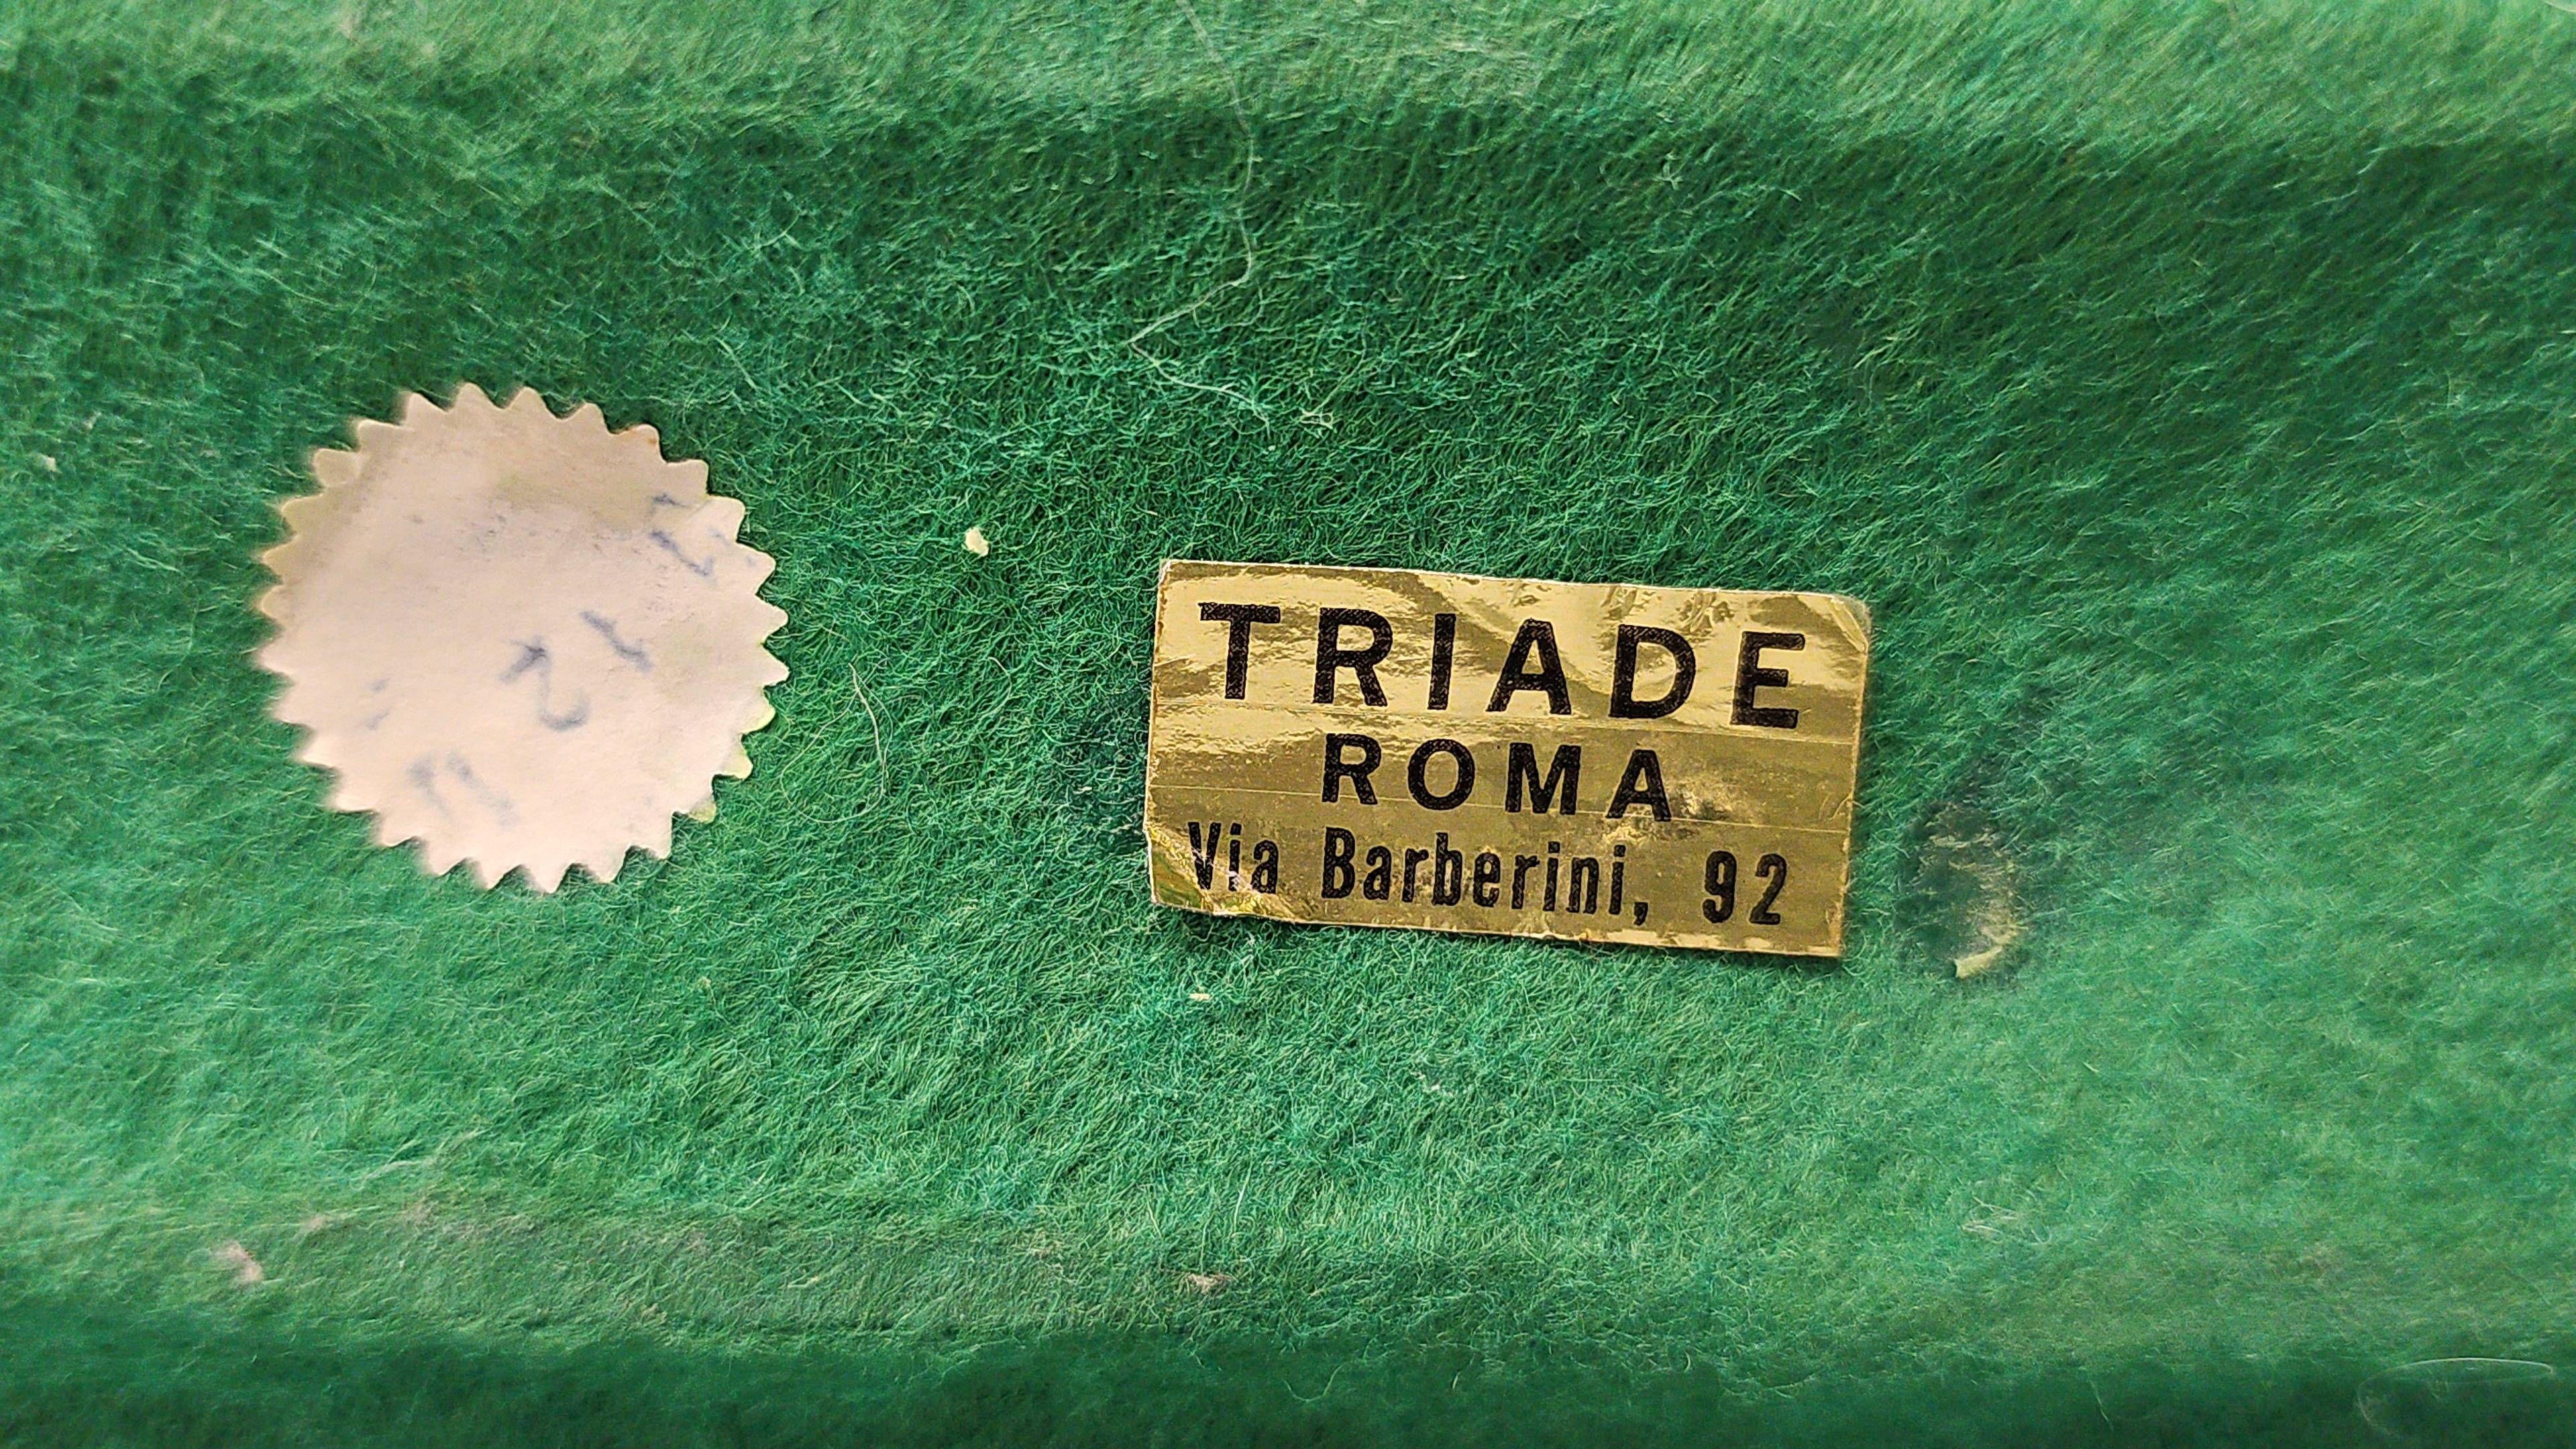 TRIADE
ROMA
Via Barberini, 92